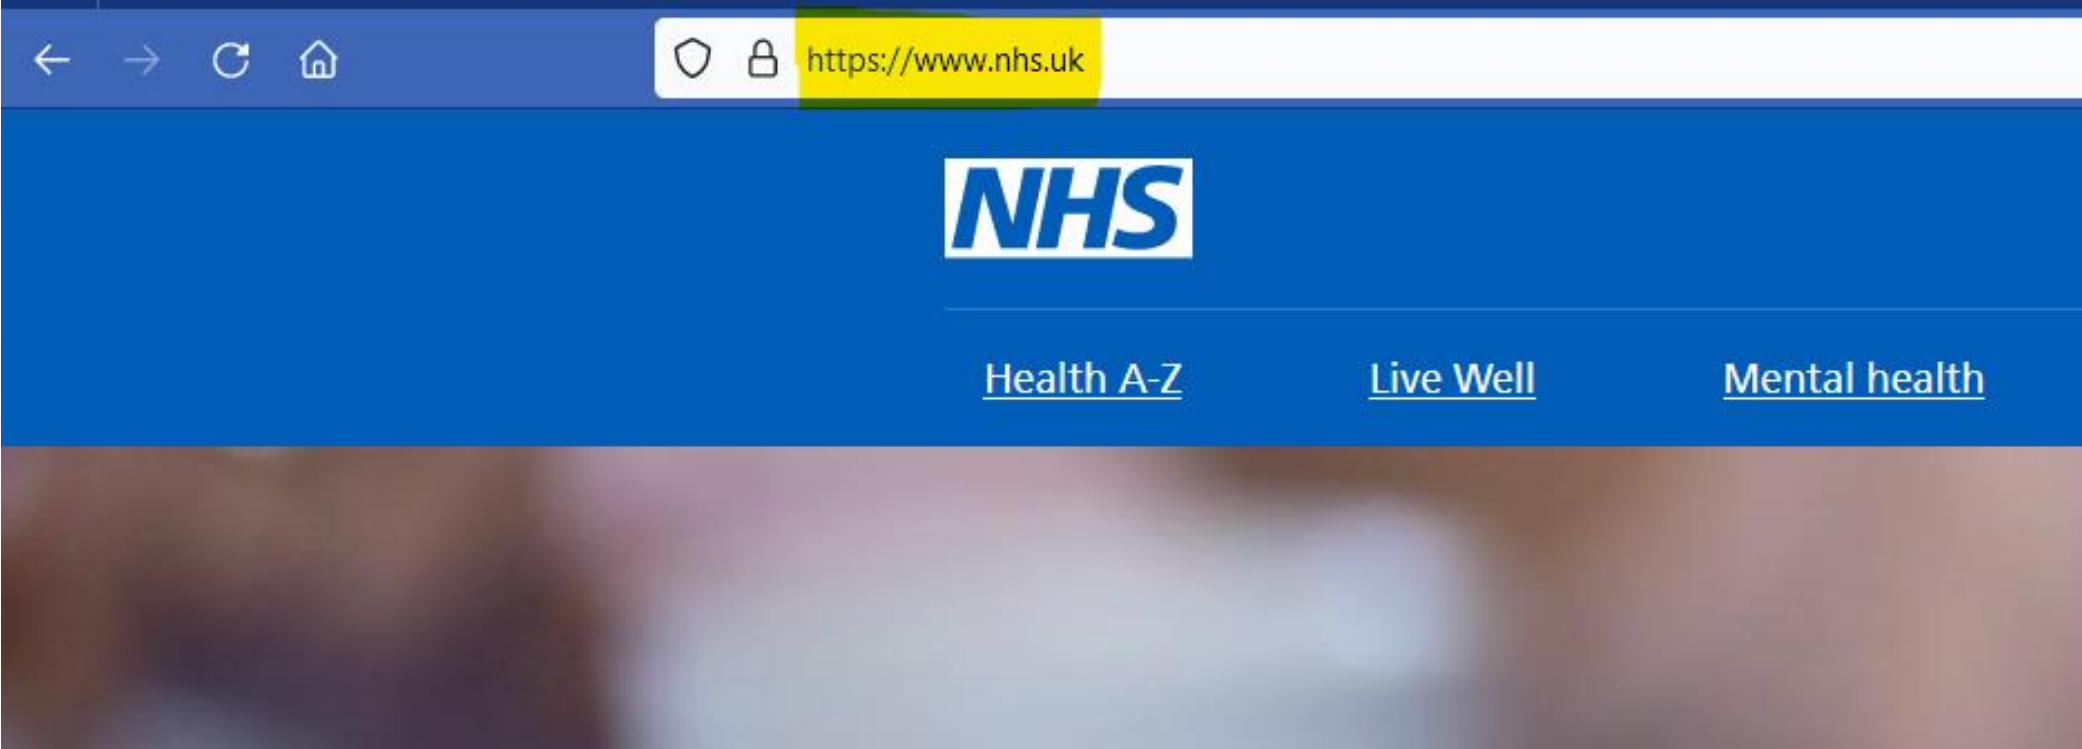 https://www.nhs.uk
NHS
Health A-Z Live Well Mental health